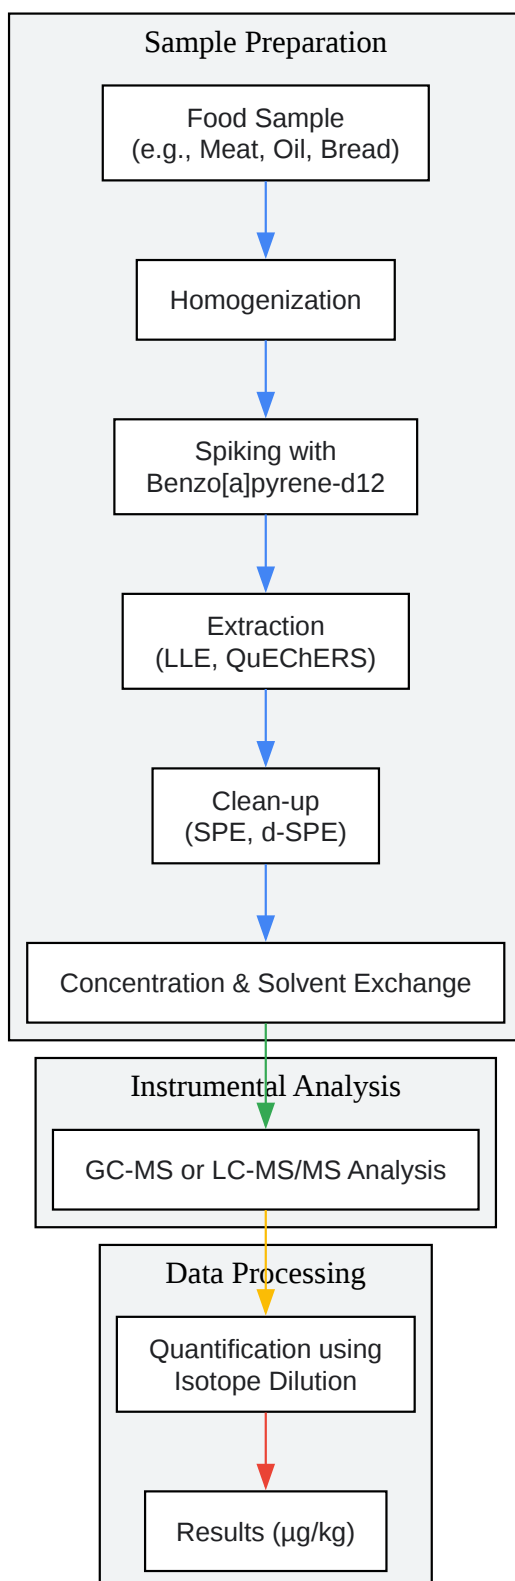 Sample Preparation
Food Sample
(e.g., Meat, Oil, Bread)
Homogenization
Spiking with
Benzo[a]pyrene-d12
Extraction
(LLE, QuEChERS)
Clean-up
(SPE, d-SPE)
Concentration & Solvent Exchange
Instrumental Analysis
GC-MS or LC-MS/MS Analysis
Data Processing
Quantification using
Isotope Dilution
Results (µg/kg)